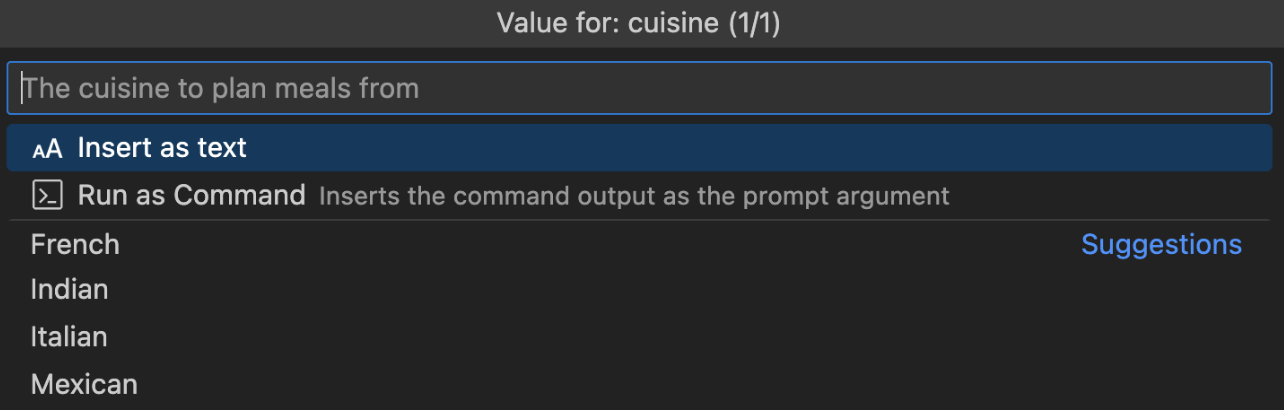 Value for: cuisine (1/1)
The cuisine to plan meals from
AA Insert as text
Run as Command Inserts the command output as the prompt argument
French Suggestions
Indian
Italian
Mexican